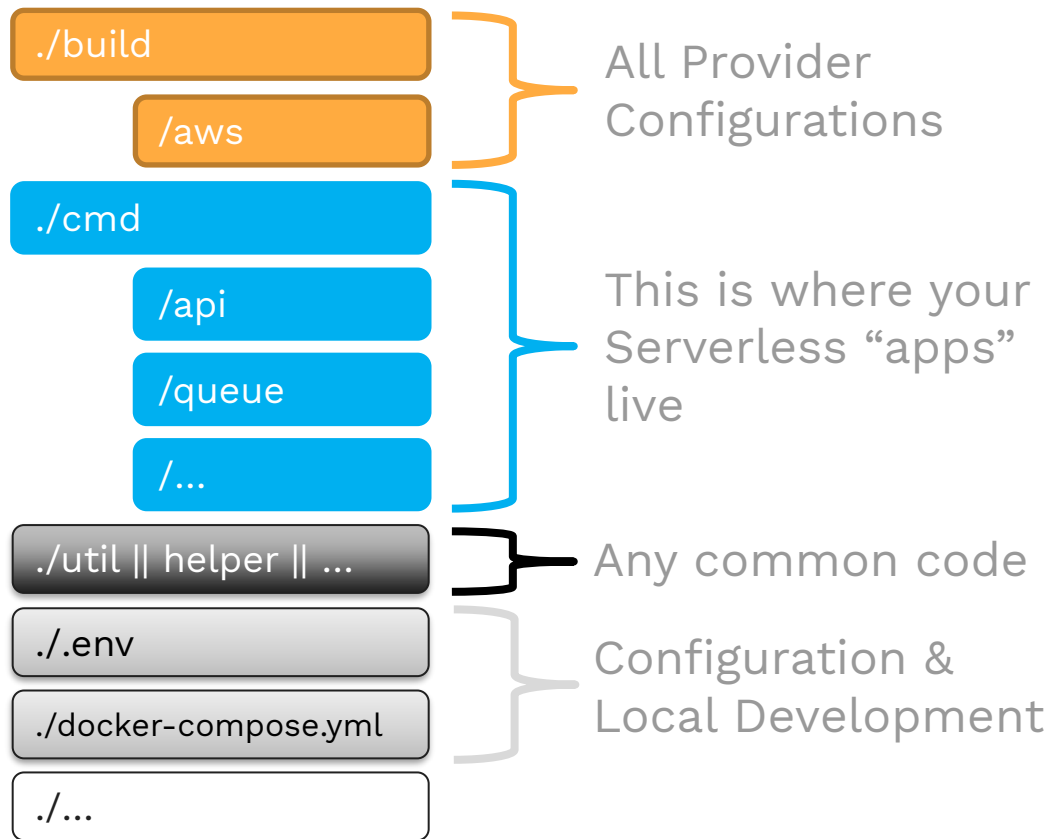 ./build
/aws
All Provider
Configurations
./cmd
/api
/queue
/...
This is where your
Serverless “apps”
live
./util || helper || ...
Any common code
./.env
./docker-compose.yml
Configuration &
Local Development
./...